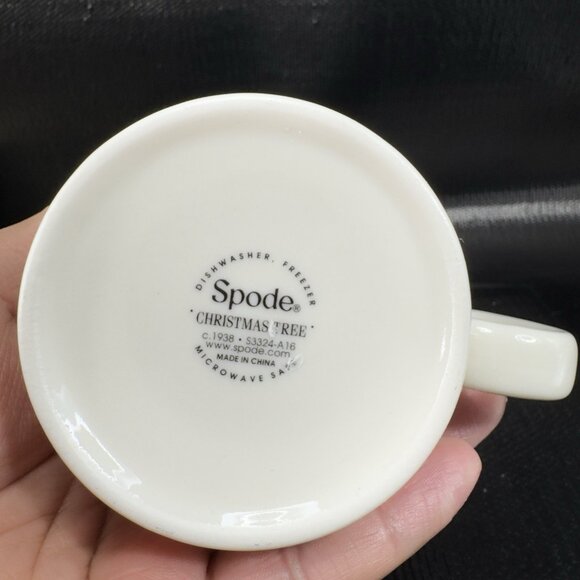 DISHWASHER, FREEZER
Spode®
· CHRISTMAS TREE ·
c.1938 · S3324-A16
www.spode.com
MADE IN CHINA
MICROWAVE SAFE